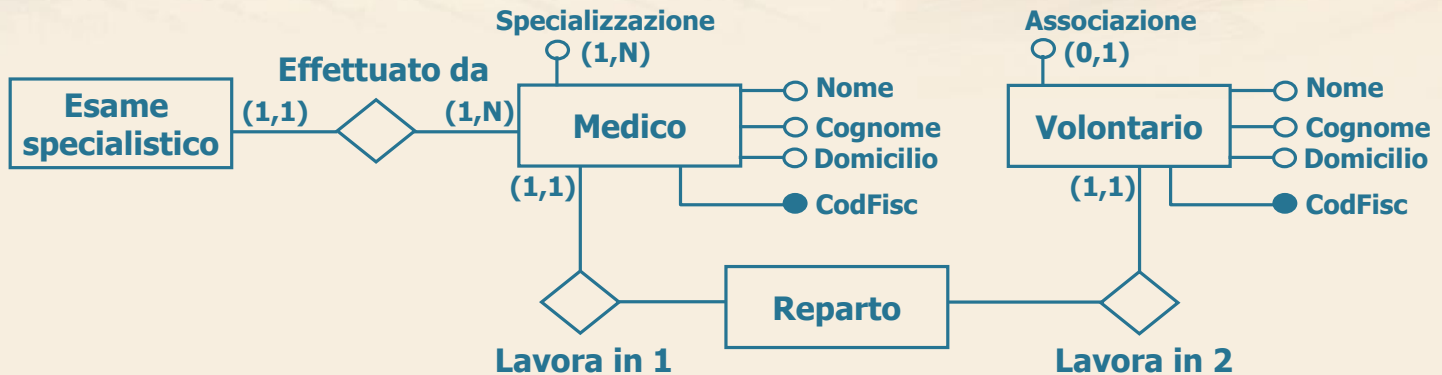 Specializzazione
(1,N)
Associazione
(0,1)
Effettuato da
Esame
specialistico
(1,1)
(1,N)
Medico
Nome
Cognome
Domicilio
CodFisc
(1,1)
Volontario
Nome
Cognome
Domicilio
CodFisc
(1,1)
Reparto
Lavora in 1
Lavora in 2